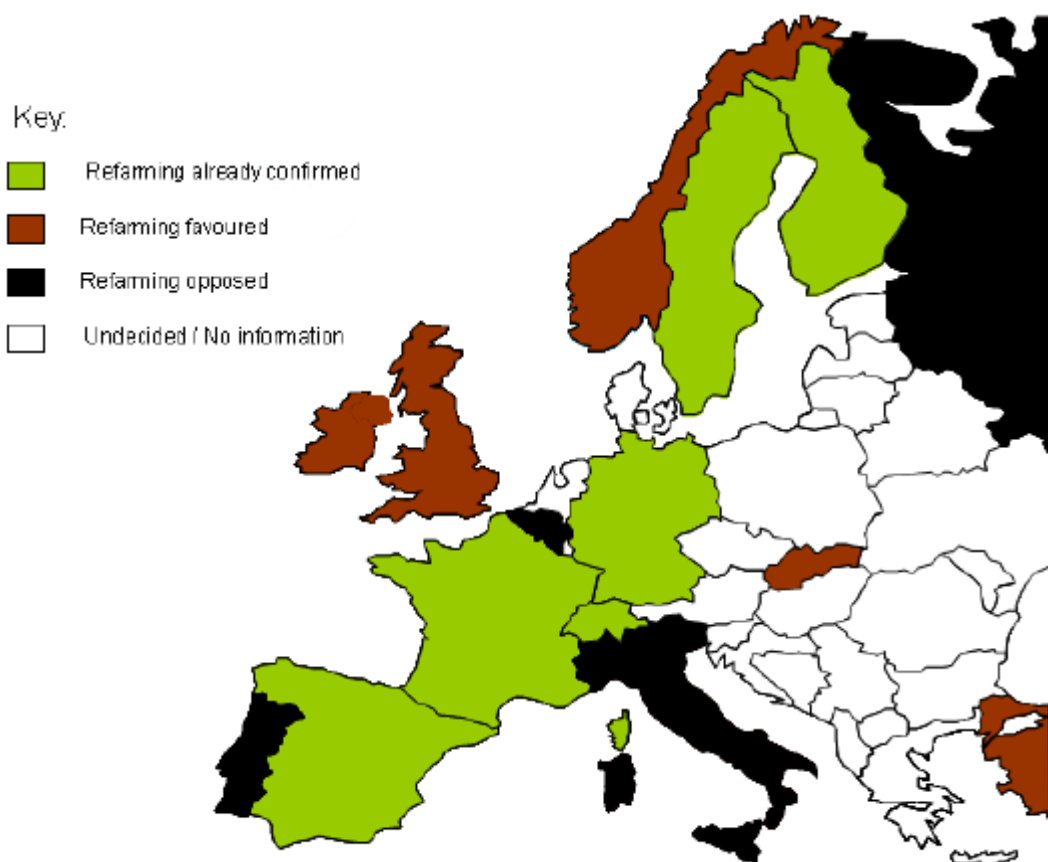 Key:
Refarming already confirmed
Refarming favoured
Refarming opposed
Undecided / No information